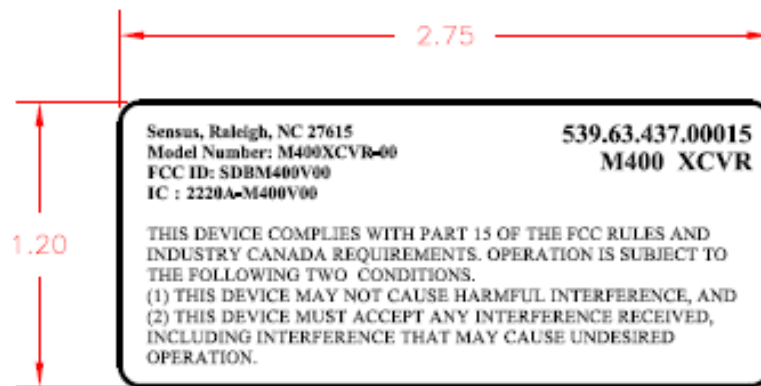 2.75
Sensus, Raleigh, NC 27615
Model Number: M400XCVR-00
FCC ID: SDBM400V00
IC : 2220A-M400V00
539.63.437.00015
M400 XCVR
1.20
THIS DEVICE COMPLIES WITH PART 15 OF THE FCC RULES AND
INDUSTRY CANADA REQUIREMENTS. OPERATION IS SUBJECT TO
THE FOLLOWING TWO CONDITIONS.
(1) THIS DEVICE MAY NOT CAUSE HARMFUL INTERFERENCE, AND
(2) THIS DEVICE MUST ACCEPT ANY INTERFERENCE RECEIVED,
INCLUDING INTERFERENCE THAT MAY CAUSE UNDESIRED
OPERATION.